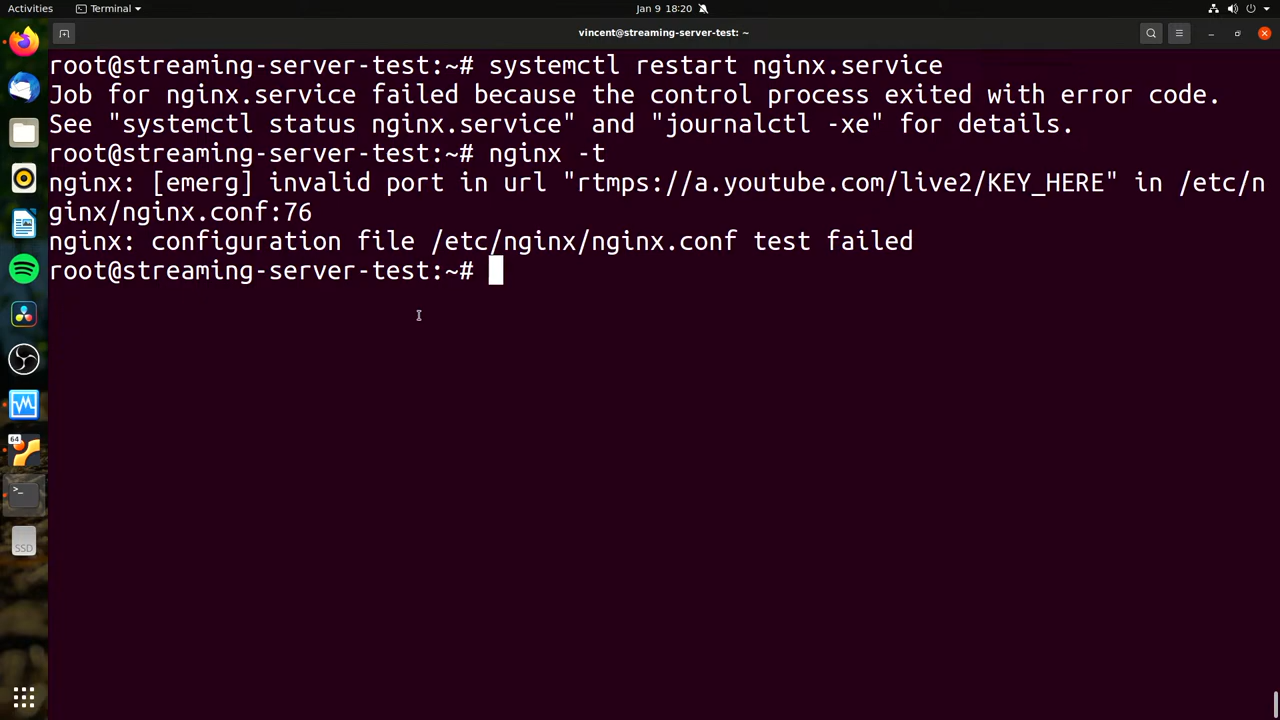 Activities
Terminal
Jan 9 18:20
vincent@streaming-server-test: ~
root@streaming-server-test:~# systemctl restart nginx.service
Job for nginx.service failed because the control process exited with error code.
See "systemctl status nginx.service" and "journalctl -xe" for details.
root@streaming-server-test:~# nginx -t
nginx: [emerg] invalid port in url "rtmps://a.youtube.com/live2/KEY_HERE" in /etc/n
ginx/nginx.conf:76
nginx: configuration file /etc/nginx/nginx.conf test failed
root@streaming-server-test:~#
64
>_
SSD